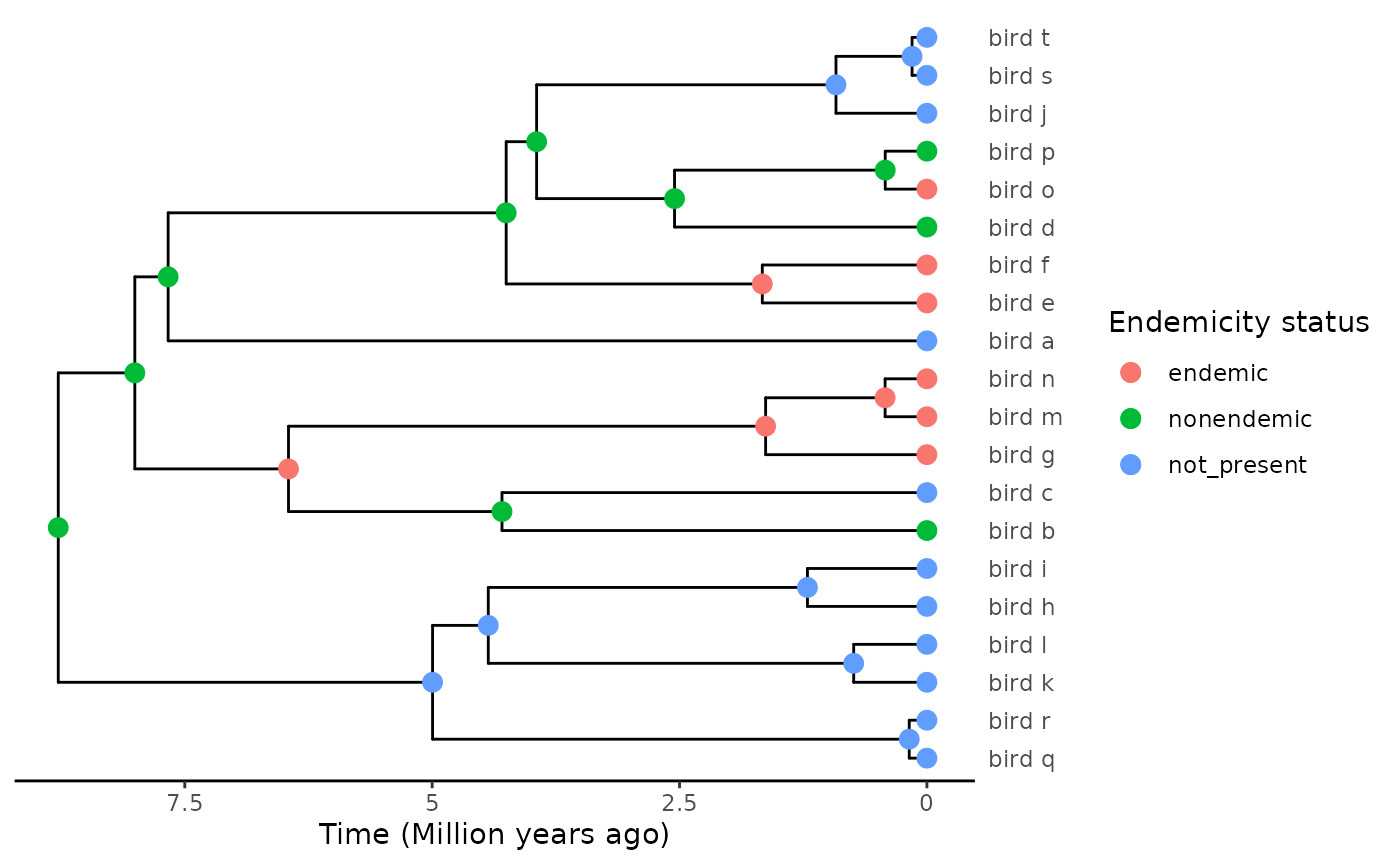 bird t
bird s
bird j
bird p
bird o
bird d
bird f
bird e
bird a
bird n
bird m
bird g
bird c
bird b
bird i
bird h
bird l
bird k
bird r
bird q
Endemicity status
endemic
nonendemic
not_present
7.5 5 2.5 0
Time (Million years ago)